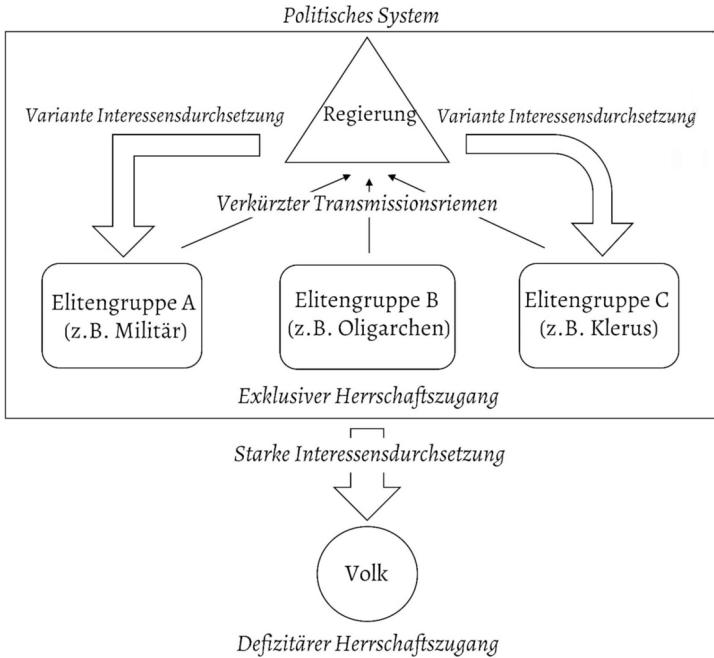 Politisches System
Regierung
Variante Interessensdurchsetzung
Variante Interessensdurchsetzung
Verkürzter Transmissionsriemen
Elitengruppe A
(z.B. Militär)
Elitengruppe B
(z.B. Oligarchen)
Elitengruppe C
(z.B. Klerus)
Exklusiver Herrschaftszugang
Starke Interessensdurchsetzung
Volk
Defizitärer Herrschaftszugang